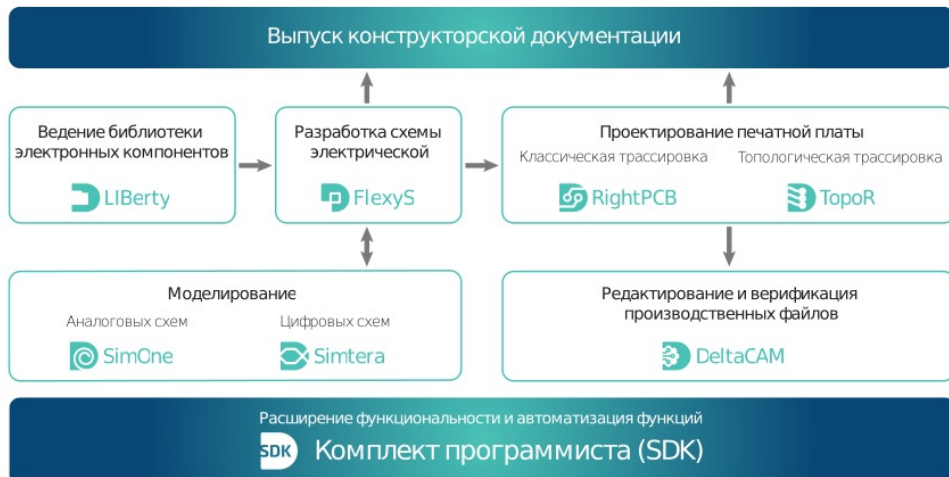 Выпуск конструкторской документации
Ведение библиотеки
электронных компонентов
LIBerty
Разработка схемы
электрической
FlexyS
Проектирование печатной платы
Классическая трассировка
Топологическая трассировка
RightPCB
TopoR
Моделирование
Аналоговых схем
Цифровых схем
SimOne
Simtera
Редактирование и верификация
производственных файлов
DeltaCAM
Расширение функциональности и автоматизация функций
SDK Комплект программиста (SDK)